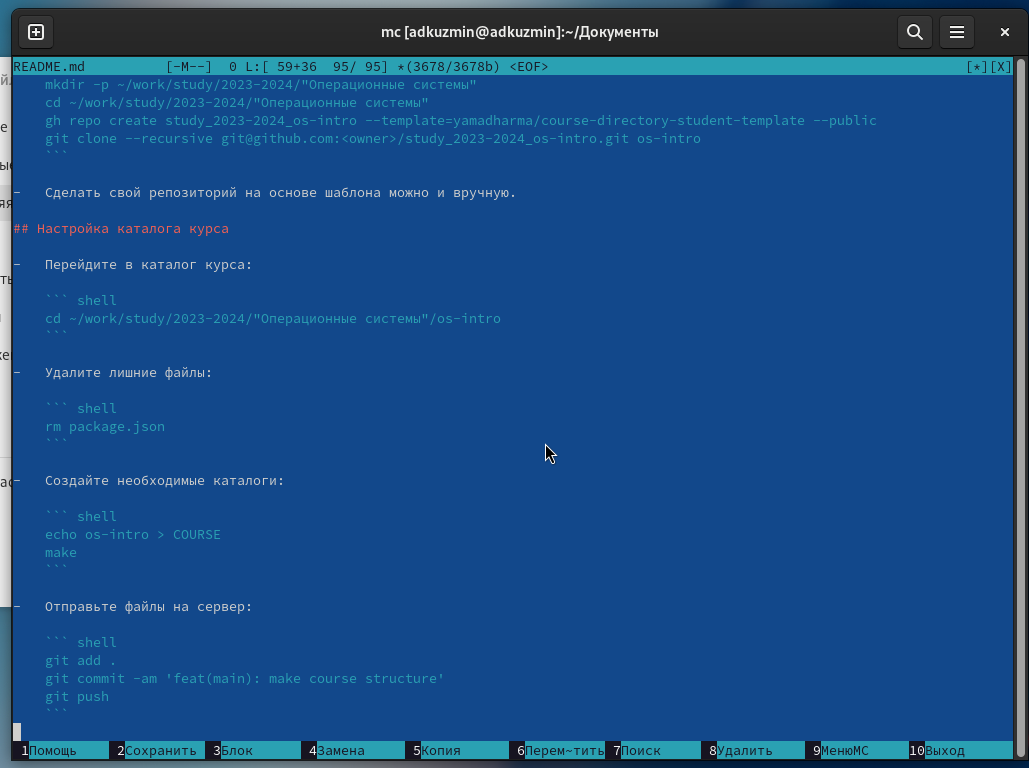 mc [adkuzmin@adkuzmin]:~/Документы
README.md [-M--] 0 L:[ 59+36 95/ 95] *(3678/3678b) <EOF> [*][X]
mkdir -p ~/work/study/2023-2024/"Операционные системы"
cd ~/work/study/2023-2024/"Операционные системы"
gh repo create study_2023-2024_os-intro --template=yamadharma/course-directory-student-template --public
git clone --recursive git@github.com:<owner>/study_2023-2024_os-intro.git os-intro
```
- Сделать свой репозиторий на основе шаблона можно и вручную.
## Настройка каталога курса
- Перейдите в каталог курса:
``` shell
cd ~/work/study/2023-2024/"Операционные системы"/os-intro
```
- Удалите лишние файлы:
``` shell
rm package.json
```
- Создайте необходимые каталоги:
``` shell
echo os-intro > COURSE
make
```
- Отправьте файлы на сервер:
``` shell
git add .
git commit -am 'feat(main): make course structure'
git push
```
1Помощь 2Сохранить 3Блок 4Замена 5Копия 6Перем~тить 7Поиск 8Удалить 9МенюМС 10Выход